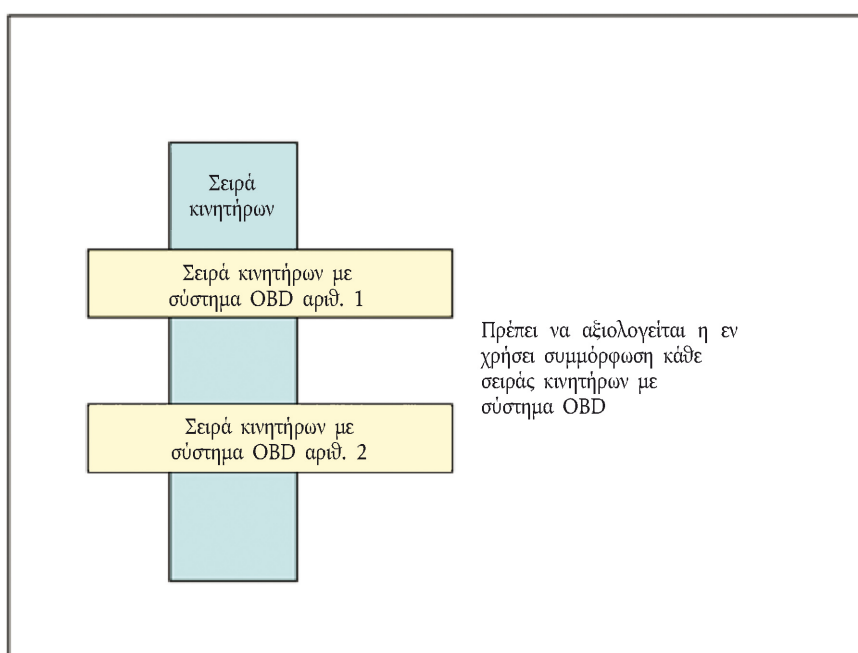 Σειρά
κινητήρων
Σειρά κινητήρων με
σύστημα OBD αριθ. 1
Πρέπει να αξιολογείται η εν
χρήσει συμμόρφωση κάθε
σειράς κινητήρων με
σύστημα OBD
Σειρά κινητήρων με
σύστημα OBD αριθ. 2